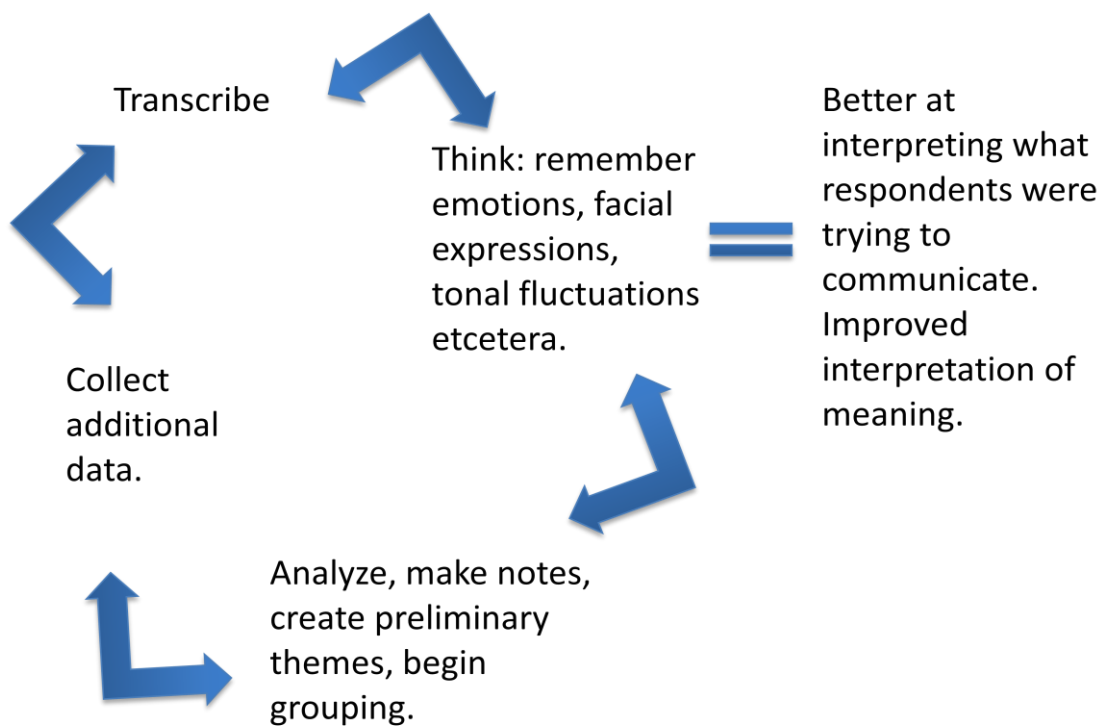 Transcribe
Think: remember
emotions, facial
expressions,
tonal fluctuations
etcetera.
Better at
interpreting what
respondents were
trying to
communicate.
Improved
interpretation of
meaning.
Collect
additional
data.
Analyze, make notes,
create preliminary
themes, begin
grouping.